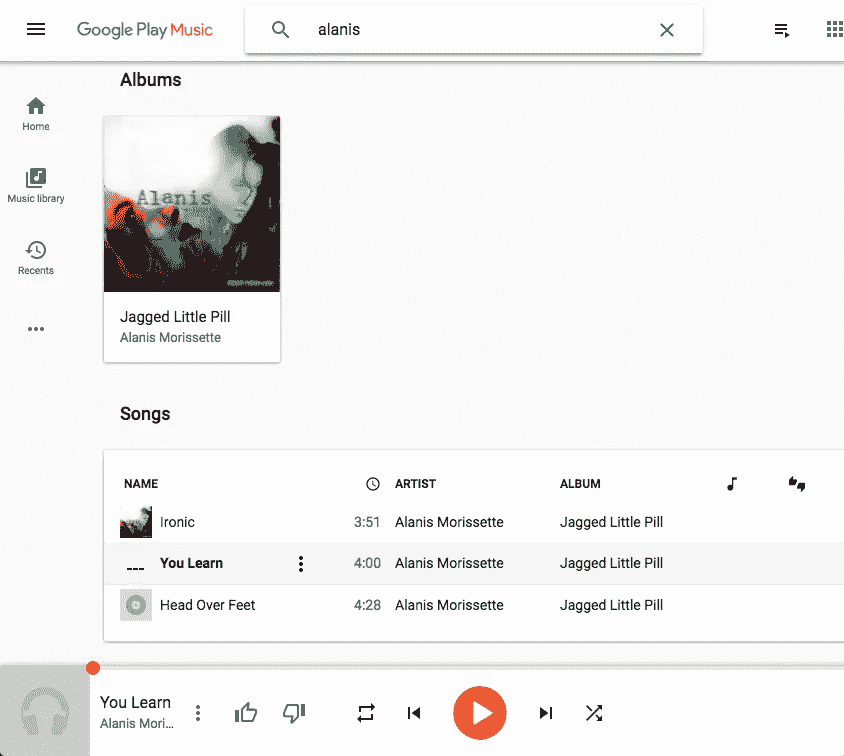 Google Play Music
alanis
Albums
Home
Music library
Recents
Alanis
Jagged Little Pill
Alanis Morissette
Songs
NAME ARTIST ALBUM
Ironic 3:51 Alanis Morissette Jagged Little Pill
You Learn 4:00 Alanis Morissette Jagged Little Pill
Head Over Feet 4:28 Alanis Morissette Jagged Little Pill
You Learn
Alanis Mori...